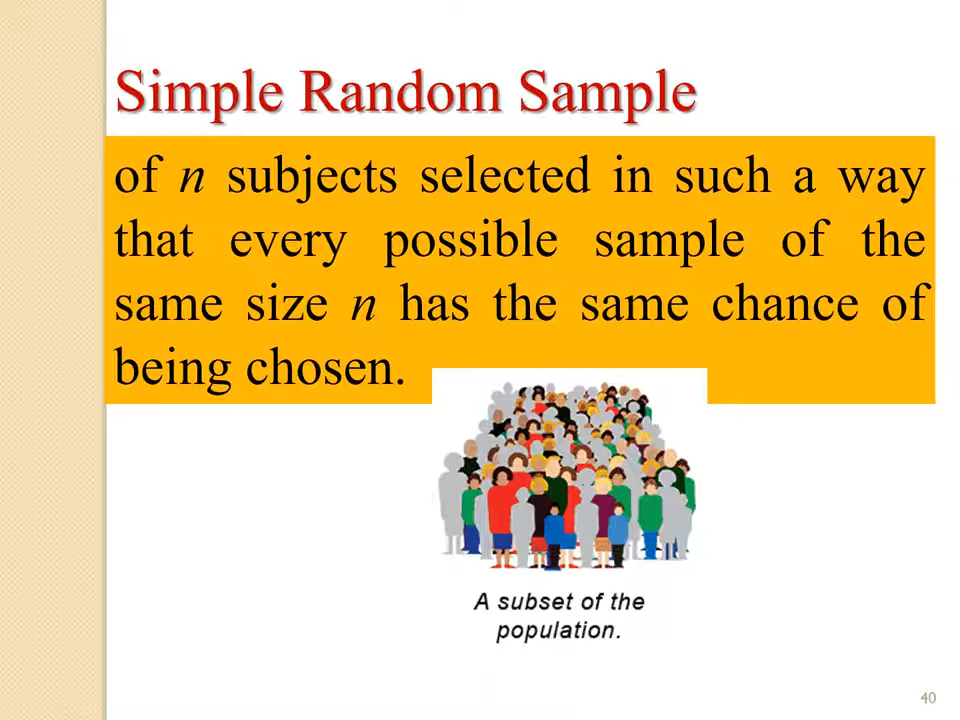 Simple Random Sample
of n subjects selected in such a way
that every possible sample of the
same size n has the same chance of
being chosen.
A subset of the
population.
40